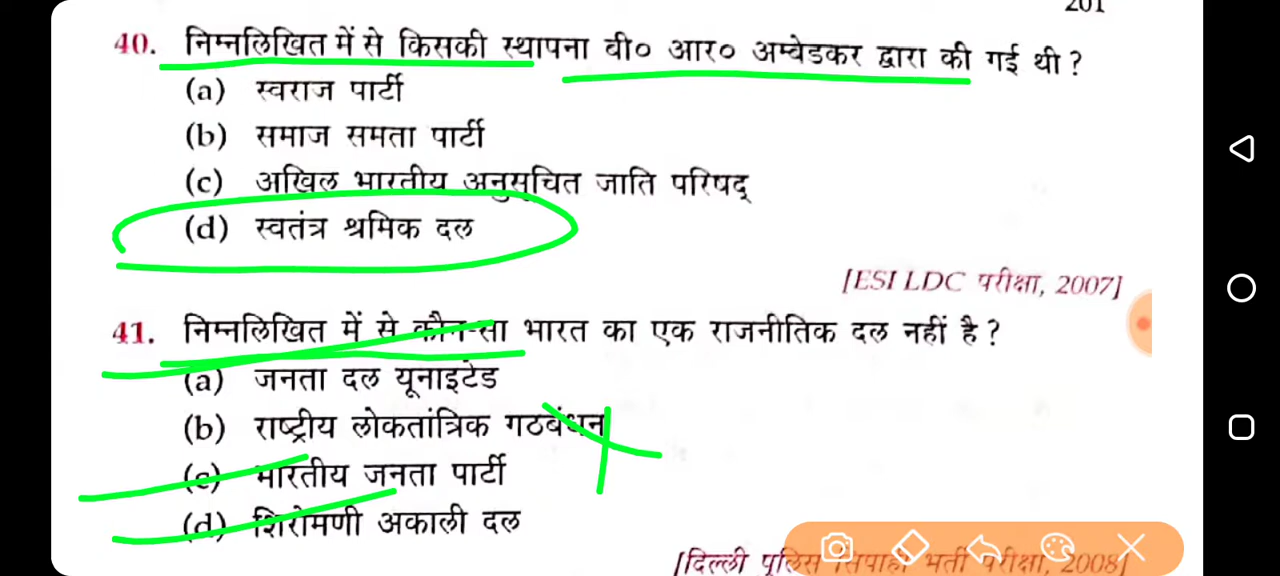 201
40. निम्नलिखित में से किसकी स्थापना बी० आर० अम्बेडकर द्वारा की गई थी ?
(a) स्वराज पार्टी
(b) समाज समता पार्टी
(c) अखिल भारतीय अनुसूचित जाति परिषद्
(d) स्वतंत्र श्रमिक दल
[ESI LDC परीक्षा, 2007]
41. निम्नलिखित में से कौन-सा भारत का एक राजनीतिक दल नहीं है ?
(a) जनता दल यूनाइटेड
(b) राष्ट्रीय लोकतांत्रिक गठबंधन
(c) भारतीय जनता पार्टी
(d) शिरोमणी अकाली दल
[दिल्ली पुलिस सिपाही भर्ती परीक्षा, 2008]